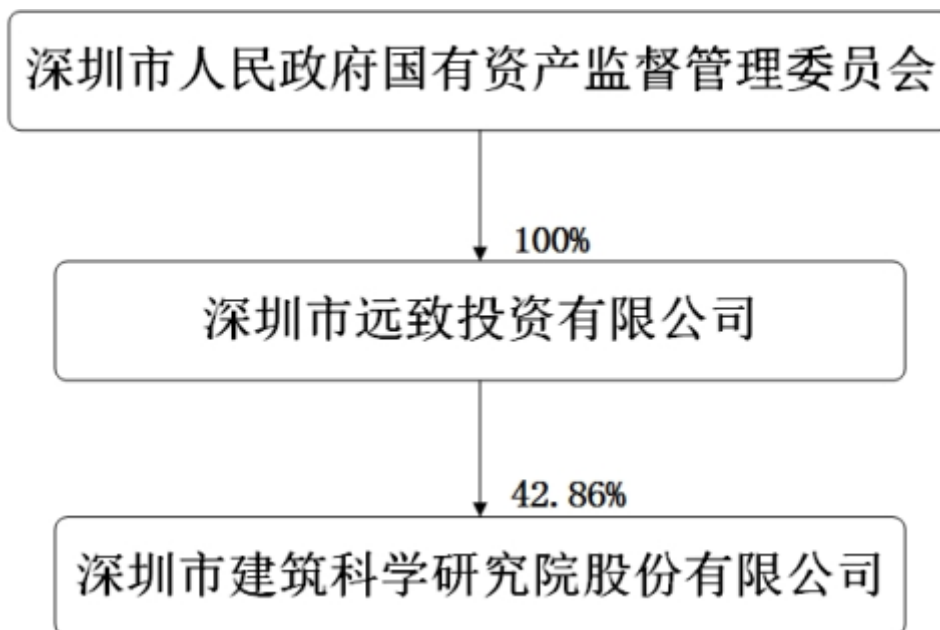 深圳市人民政府国有资产监督管理委员会
100%
深圳市远致投资有限公司
42.86%
深圳市建筑科学研究院股份有限公司